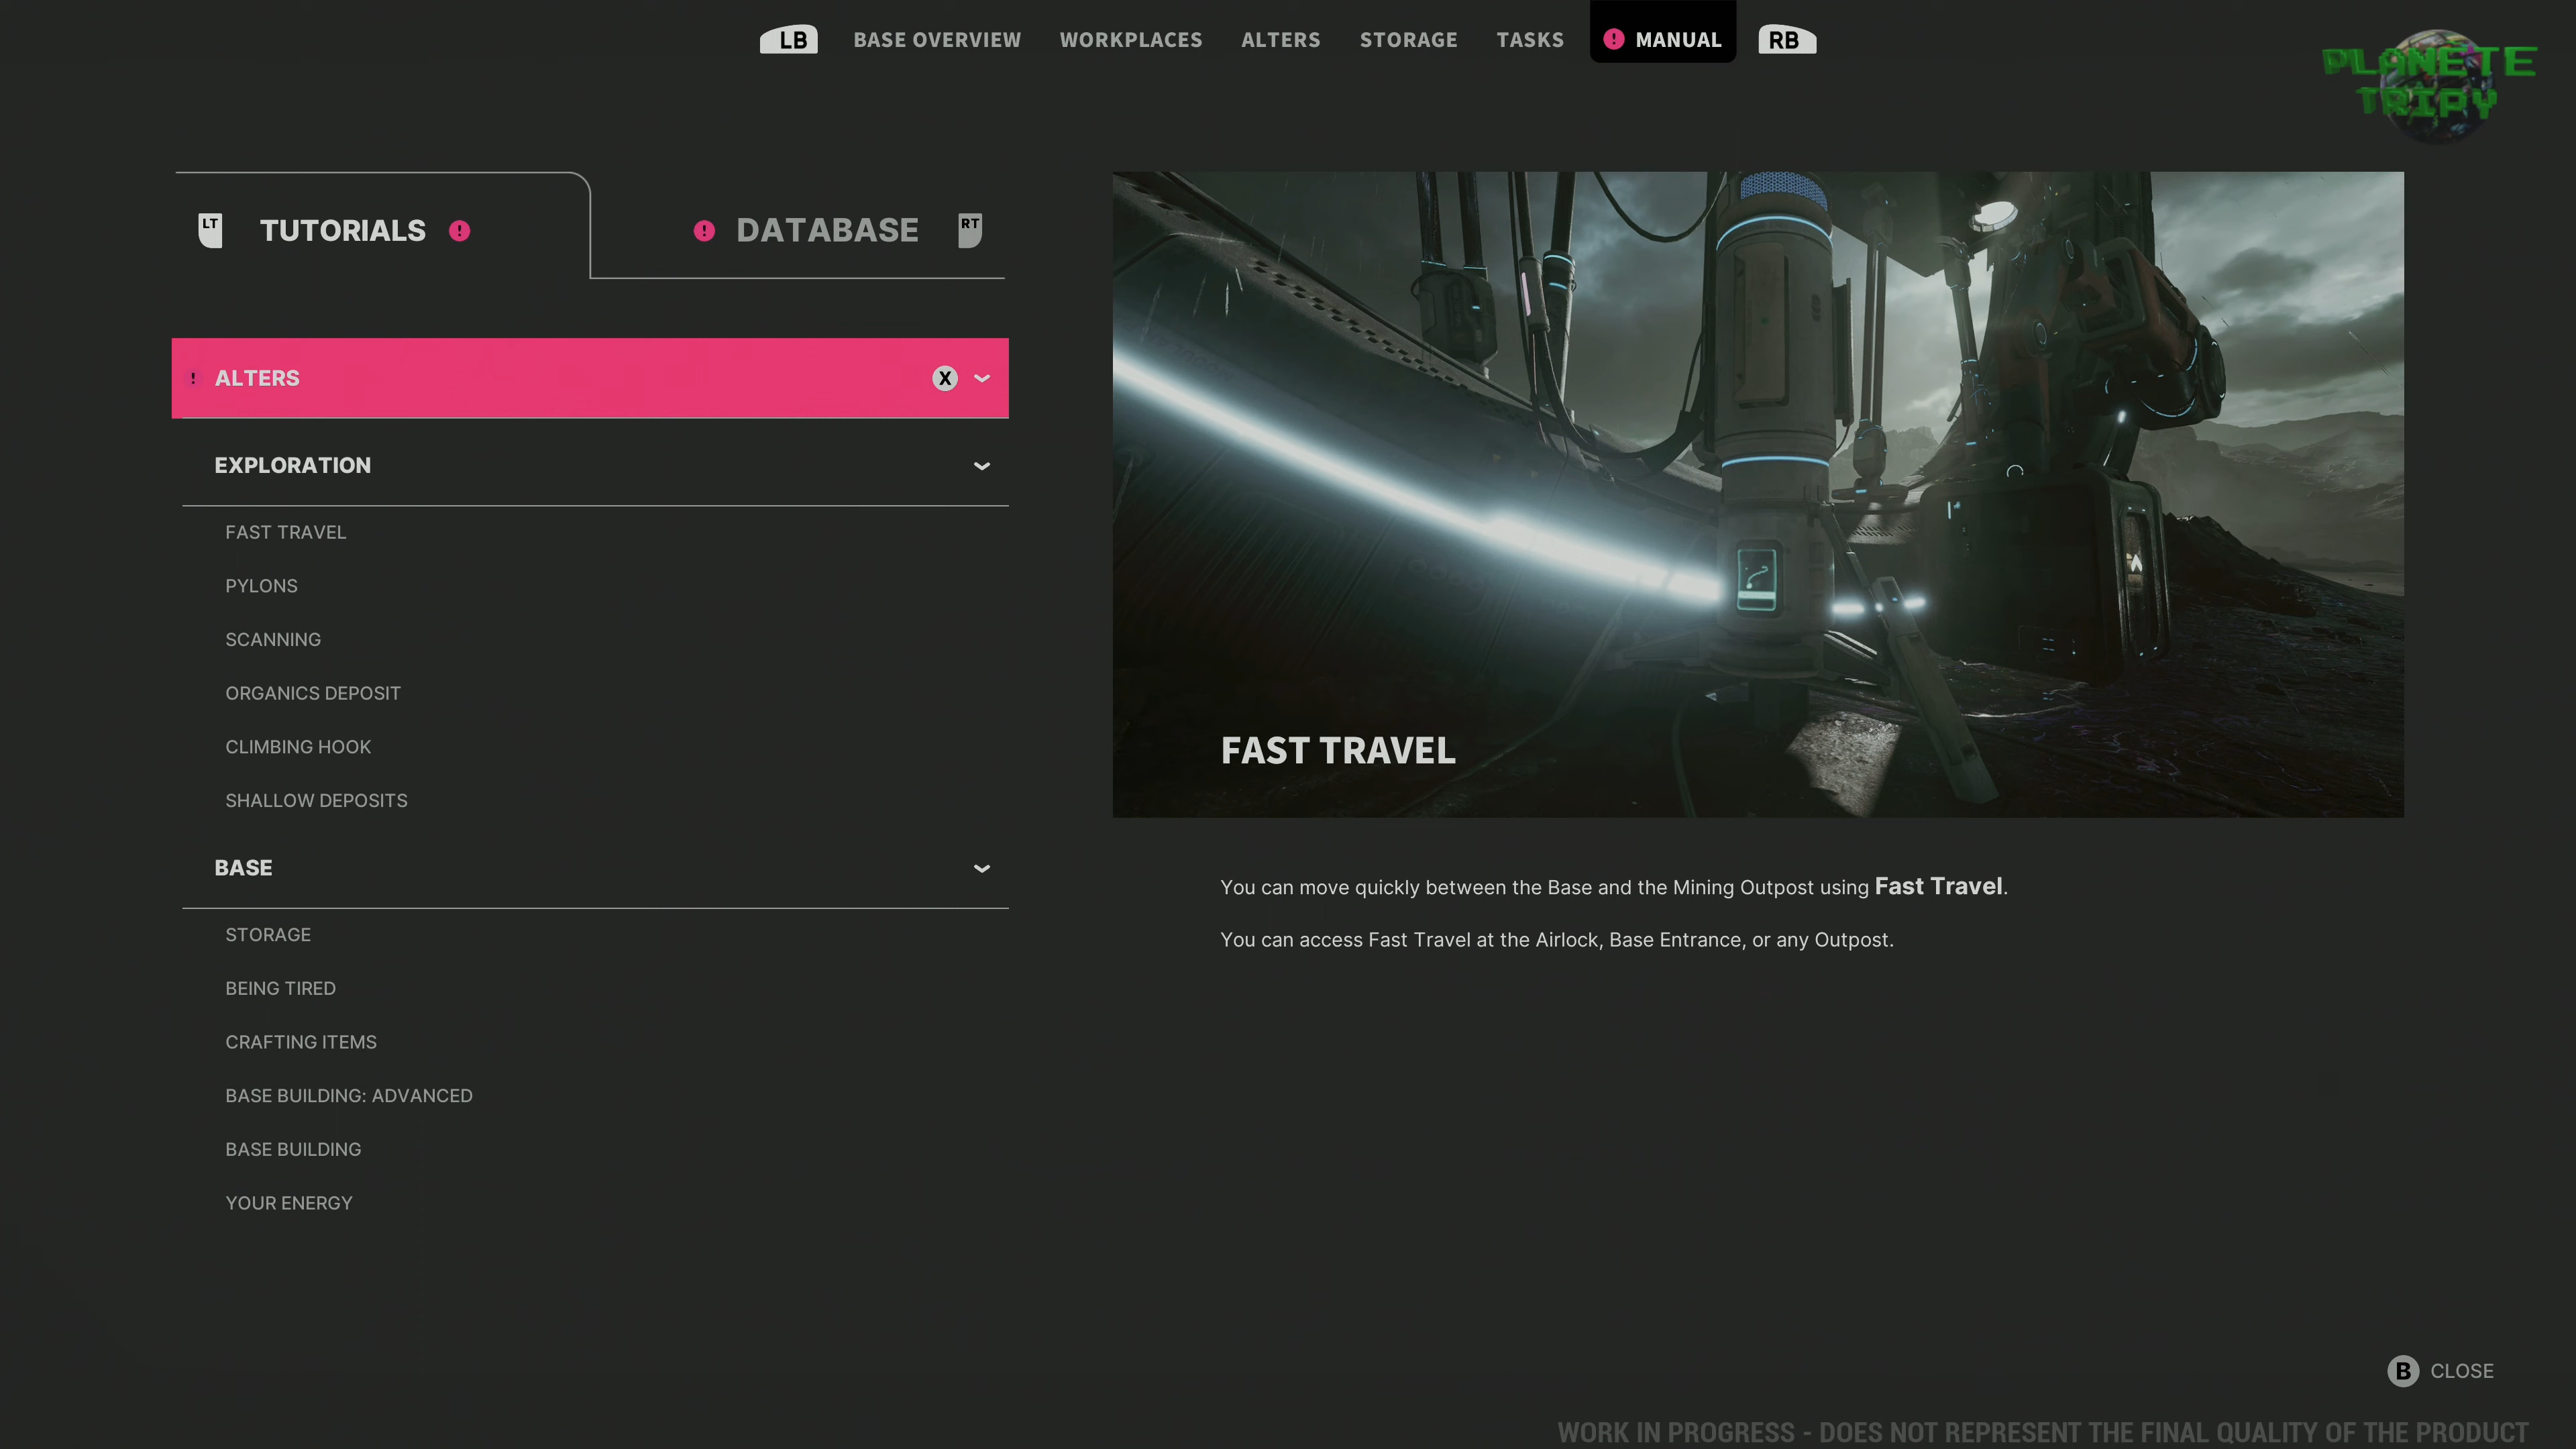 LB BASE OVERVIEW WORKPLACES ALTERS STORAGE TASKS ! MANUAL RB
PLANETE
TRIPY
LT TUTORIALS ! ! DATABASE RT
! ALTERS X
EXPLORATION
FAST TRAVEL
PYLONS
SCANNING
ORGANICS DEPOSIT
CLIMBING HOOK
SHALLOW DEPOSITS
BASE
STORAGE
BEING TIRED
CRAFTING ITEMS
BASE BUILDING: ADVANCED
BASE BUILDING
YOUR ENERGY
FAST TRAVEL
You can move quickly between the Base and the Mining Outpost using Fast Travel.
You can access Fast Travel at the Airlock, Base Entrance, or any Outpost.
B CLOSE
WORK IN PROGRESS - DOES NOT REPRESENT THE FINAL QUALITY OF THE PRODUCT